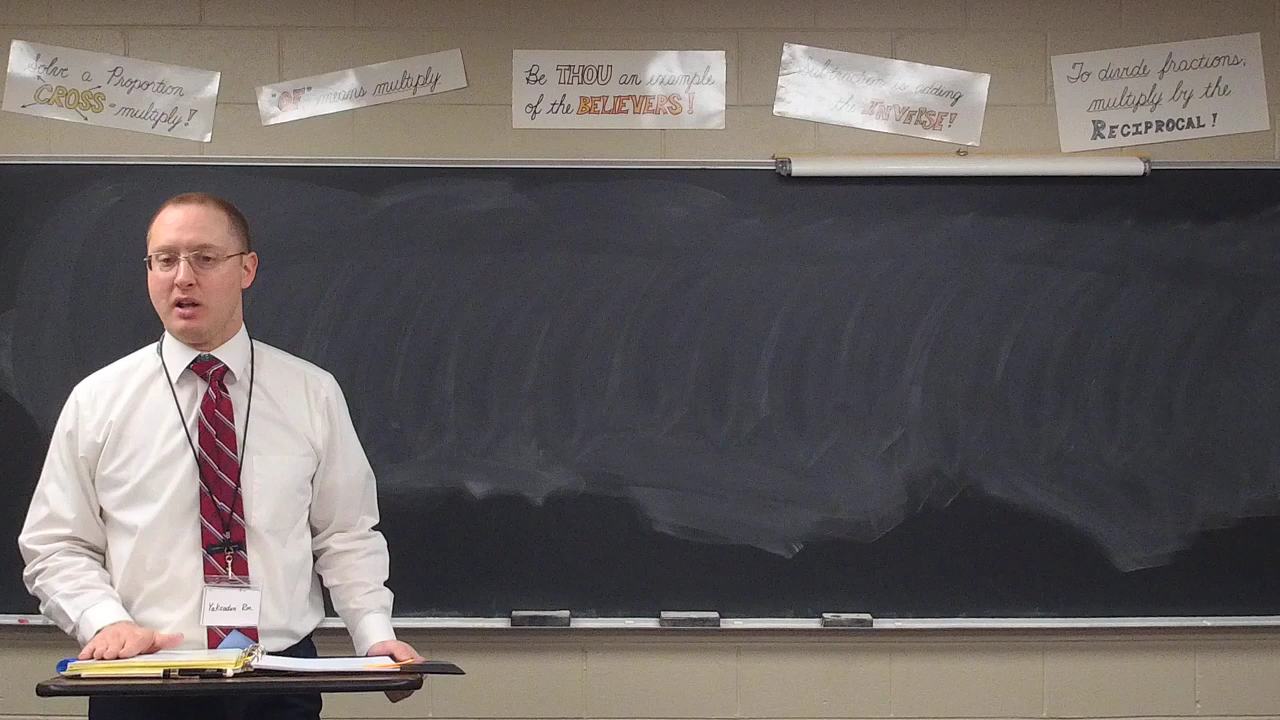 Solve a Proportion
CROSS-multiply!
"OF" means multiply
Be THOU an example
of the BELIEVERS!
Subtraction is adding
the INVERSE!
To divide fractions,
multiply by the
RECIPROCAL!